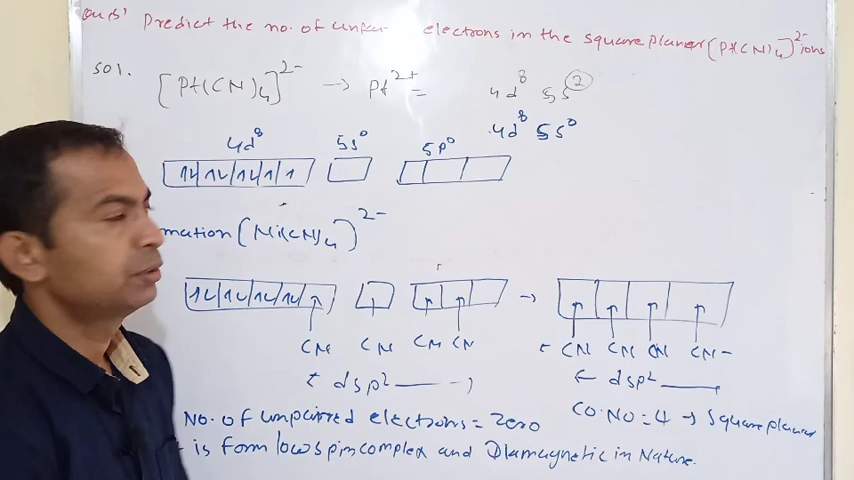 Predict the no. of unpair electrons in the square planar [Pt(CN)4]2- ions
Sol. [Pt(CN)4]2- → Pt2+ = 4d8 5s2
4d8 5s0
4d8 5s0 5p0
mation [Ni(CN)4]2-
→
CN CN CN CN CN CN CN CN
dsp2 dsp2
No. of unpaired electrons = Zero CO.NO = 4 → Square planar
is form low spin complex and Diamagnetic in Nature.